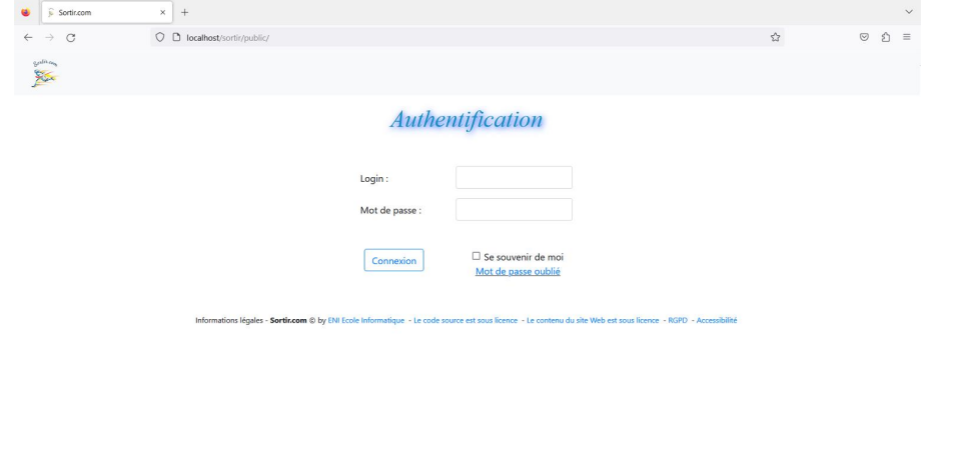 Sortir.com
localhost/sortir/public/
Sortir.com
Authentification
Login :
Mot de passe :
Connexion
Se souvenir de moi
Mot de passe oublié
Informations légales - Sortir.com © by ENI Ecole Informatique - Le code source est sous licence - Le contenu du site Web est sous licence - RGPD - Accessibilité